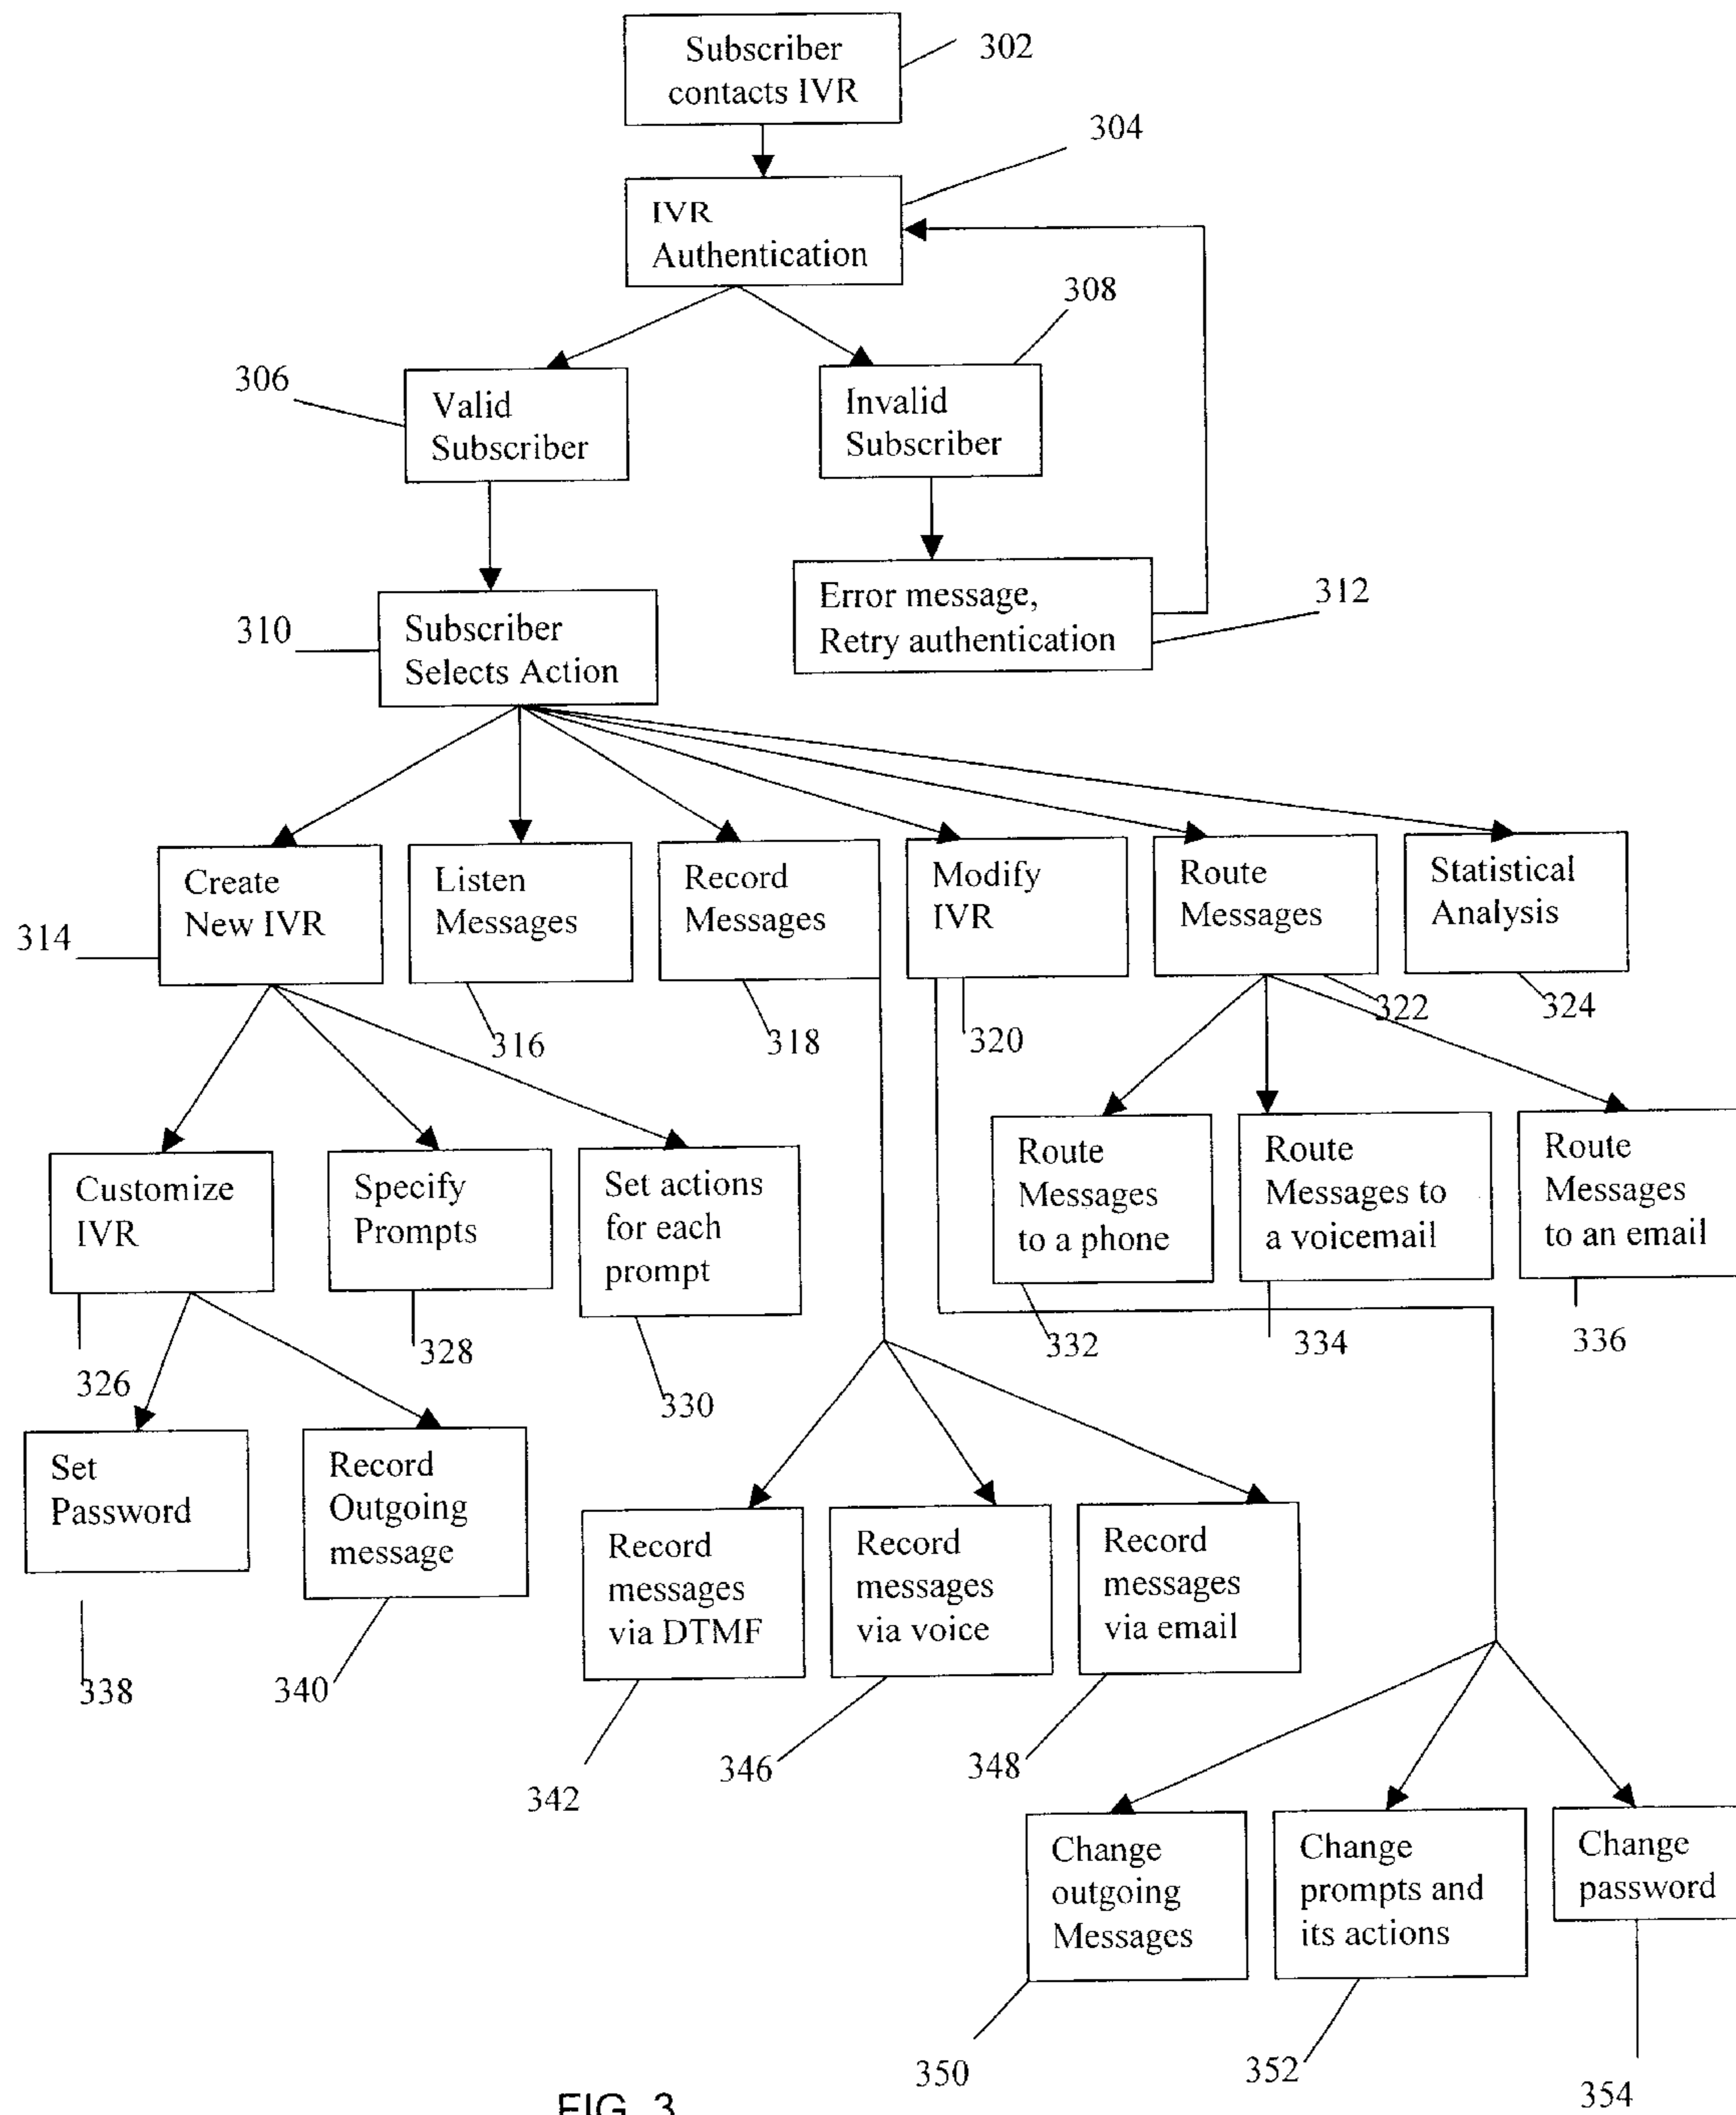 Subscriber
contacts IVR
302
304
IVR
Authentication
308
306
Valid
Subscriber
Invalid
Subscriber
310
Subscriber
Selects Action
Error message,
Retry authentication
312
314
Create
New IVR
Listen
Messages
Record
Messages
Modify
IVR
Route
Messages
Statistical
Analysis
316
318
320
322
324
Customize
IVR
Specify
Prompts
Set actions
for each
prompt
Route
Messages
to a phone
Route
Messages to
a voicemail
Route
Messages
to an email
326
328
330
332
334
336
Set
Password
Record
Outgoing
message
Record
messages
via DTMF
Record
messages
via voice
Record
messages
via email
338
340
342
346
348
Change
outgoing
Messages
Change
prompts and
its actions
Change
password
350
352
354
FIG. 3